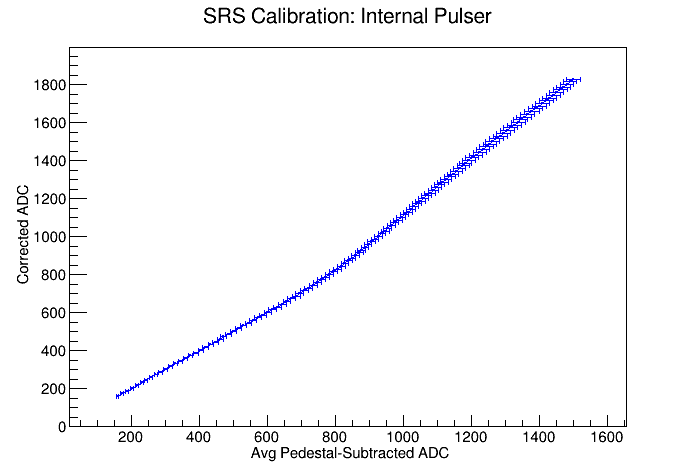 SRS Calibration: Internal Pulser
Corrected ADC
1800
1600
1400
1200
1000
800
600
400
200
0
200 400 600 800 1000 1200 1400 1600
Avg Pedestal-Subtracted ADC